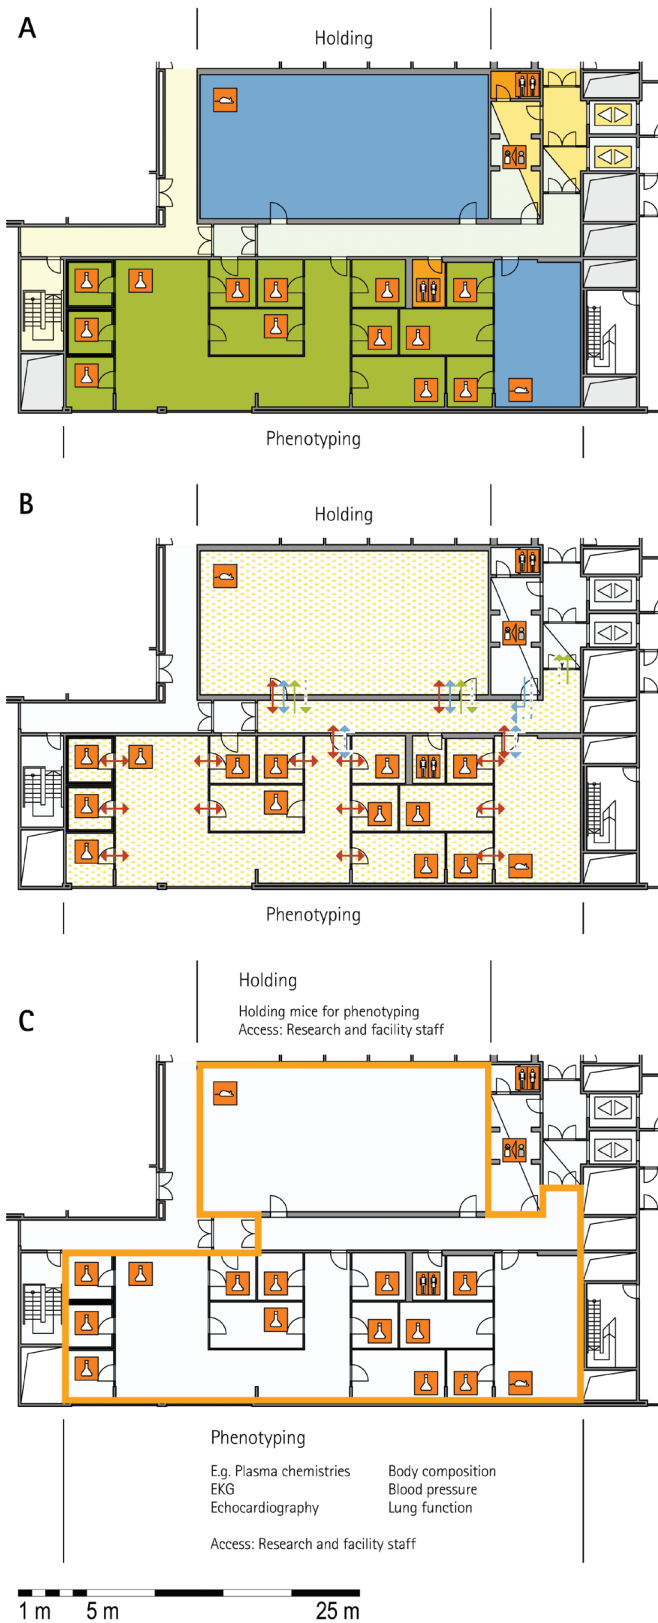 A
Holding
Phenotyping
B
Holding
Phenotyping
Holding
C
Holding mice for phenotyping
Access: Research and facility staff
Phenotyping
E.g. Plasma chemistries Body composition
EKG Blood pressure
Echocardiography Lung function
Access: Research and facility staff
1 m 5 m 25 m